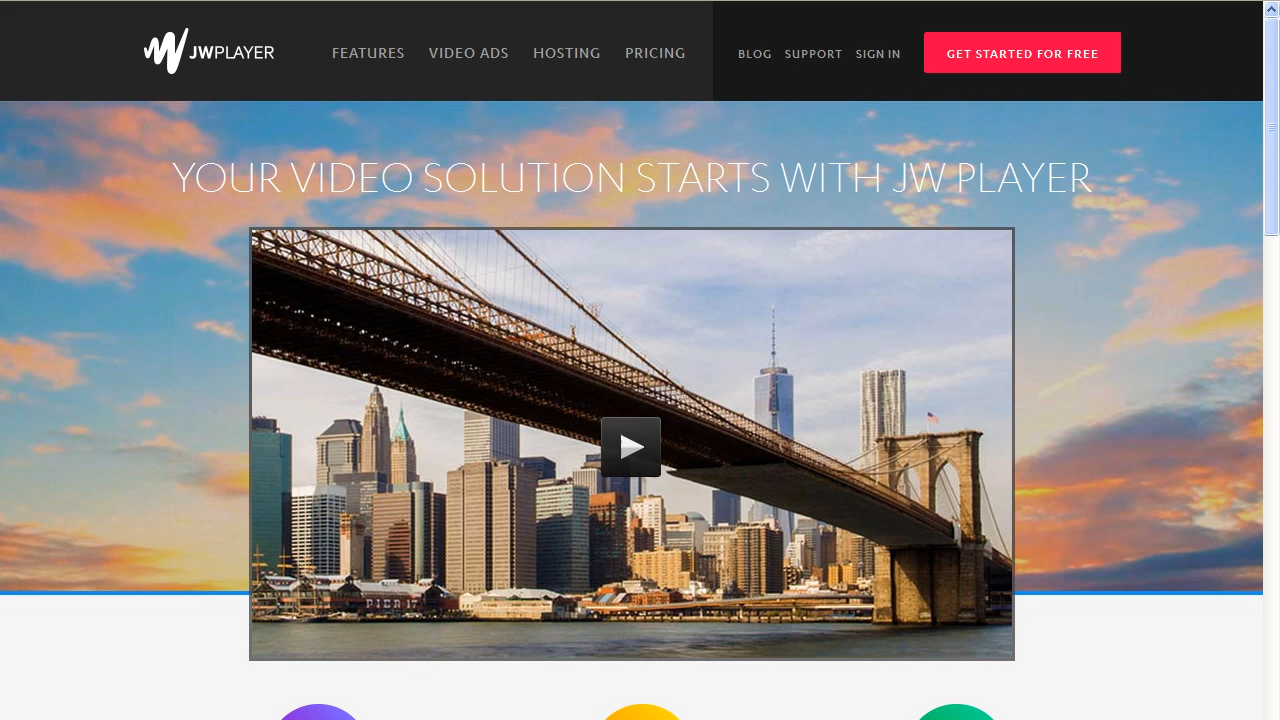 JWPLAYER
FEATURES VIDEO ADS HOSTING PRICING
BLOG SUPPORT SIGN IN GET STARTED FOR FREE
YOUR VIDEO SOLUTION STARTS WITH JW PLAYER